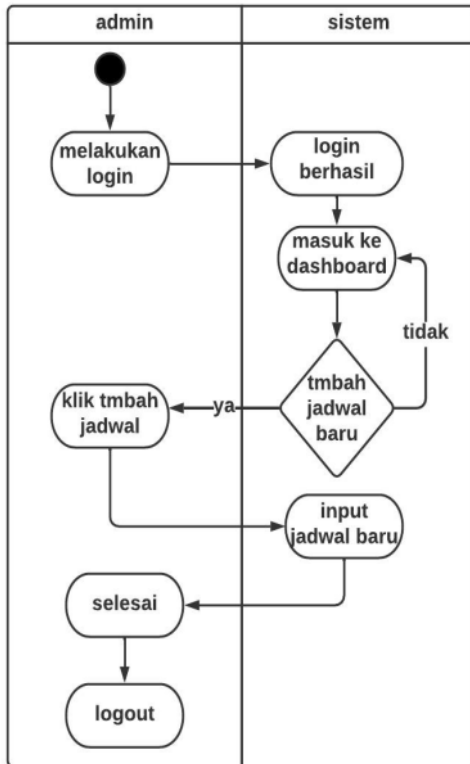 admin
sistem
melakukan
login
login
berhasil
masuk ke
dashboard
tidak
tmbah
jadwal
baru
ya
klik tmbah
jadwal
input
jadwal baru
selesai
logout